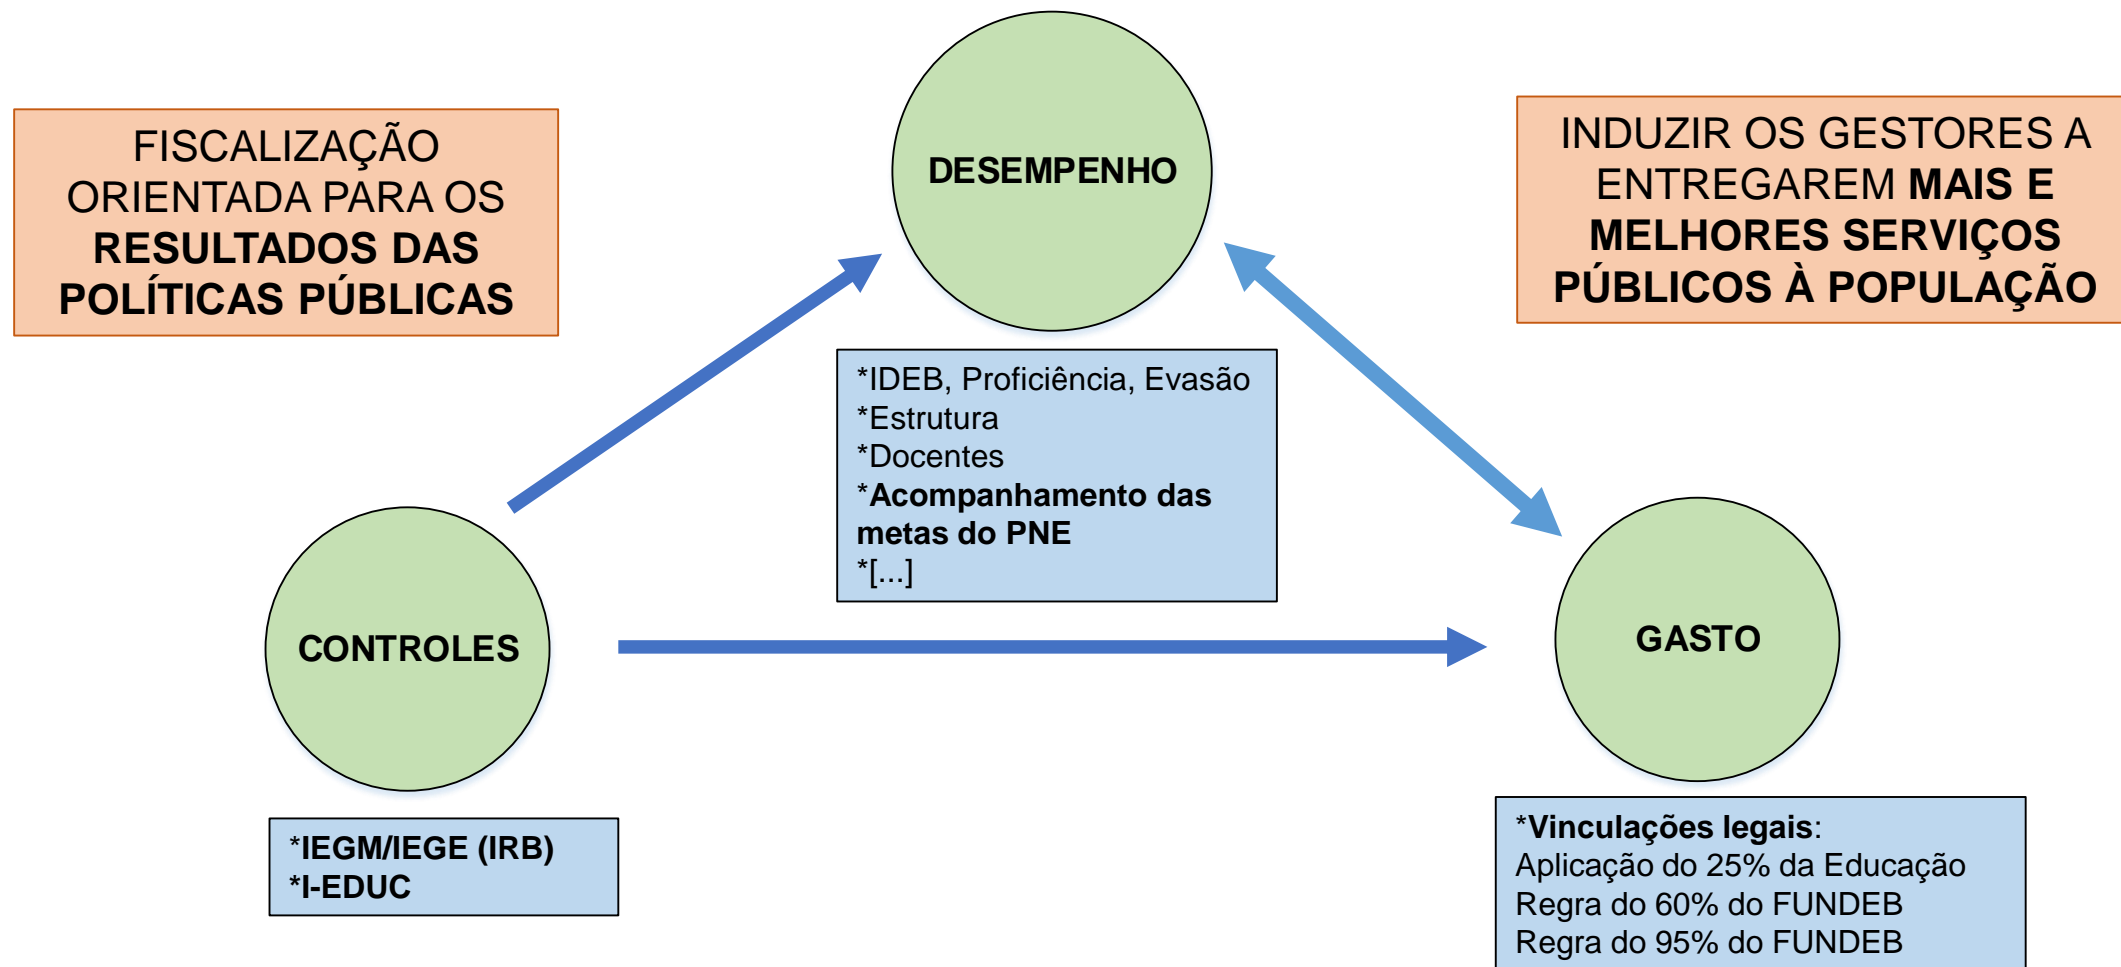 FISCALIZAÇÃO
ORIENTADA PARA OS
RESULTADOS DAS
POLÍTICAS PÚBLICAS
DESEMPENHO
INDUZIR OS GESTORES A
ENTREGAREM MAIS E
MELHORES SERVIÇOS
PÚBLICOS À POPULAÇÃO
*IDEB, Proficiência, Evasão
*Estrutura
*Docentes
*Acompanhamento das
metas do PNE
*[...]
CONTROLES
GASTO
*IEGM/IEGE (IRB)
*I-EDUC
*Vinculações legais:
Aplicação do 25% da Educação
Regra do 60% do FUNDEB
Regra do 95% do FUNDEB